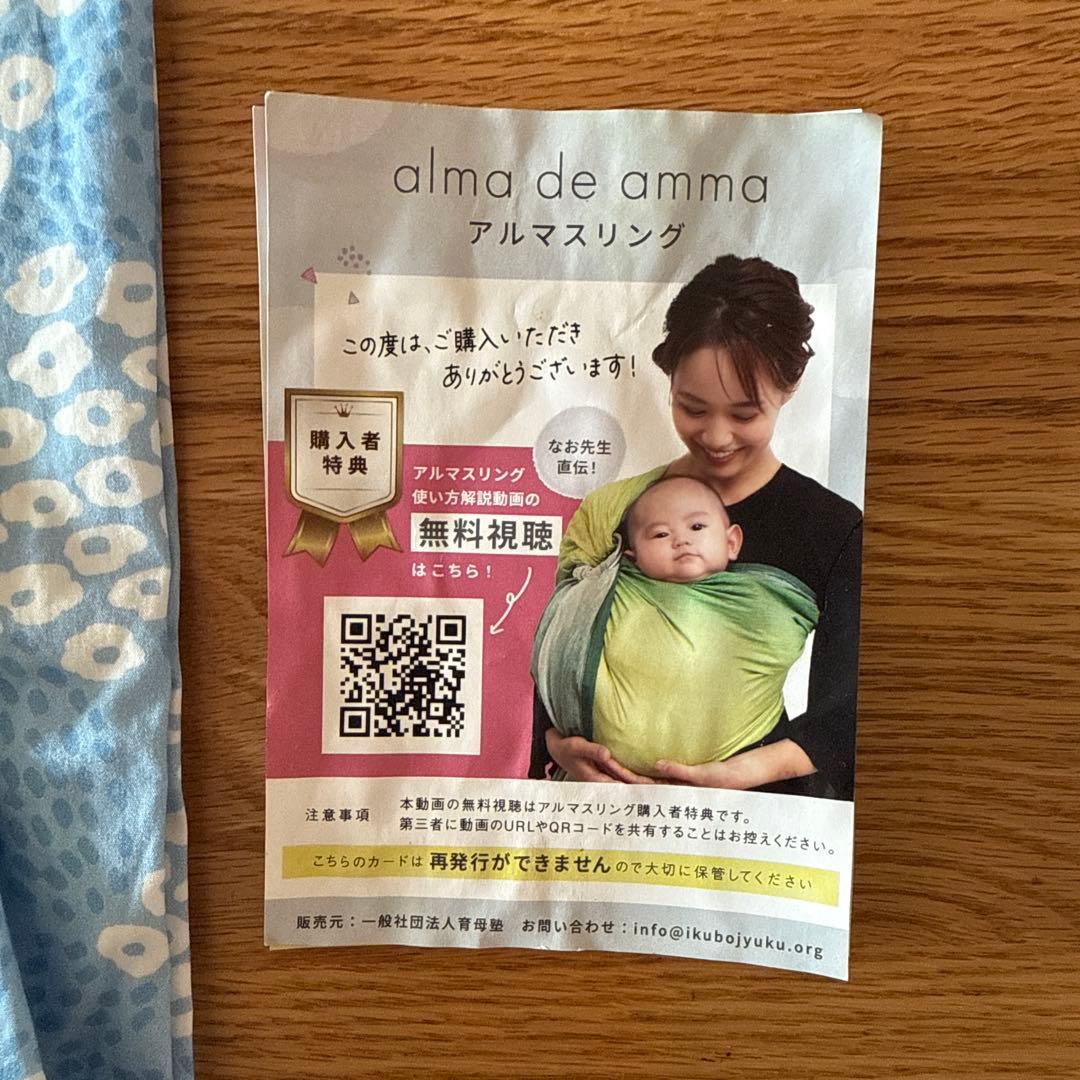 alma de amma
アルマスリング
この度は、ご購入いただき
ありがとうございます!
購入者
特典
なお先生
直伝!
アルマスリング
使い方解説動画の
無料視聴
はこちら!
注意事項
本動画の無料視聴はアルマスリング購入者特典です。
第三者に動画のURLやQRコードを共有することはお控えください。
こちらのカードは再発行ができませんので大切に保管してください
販売元:一般社団法人育母塾 お問い合わせ:info@ikubojyuku.org